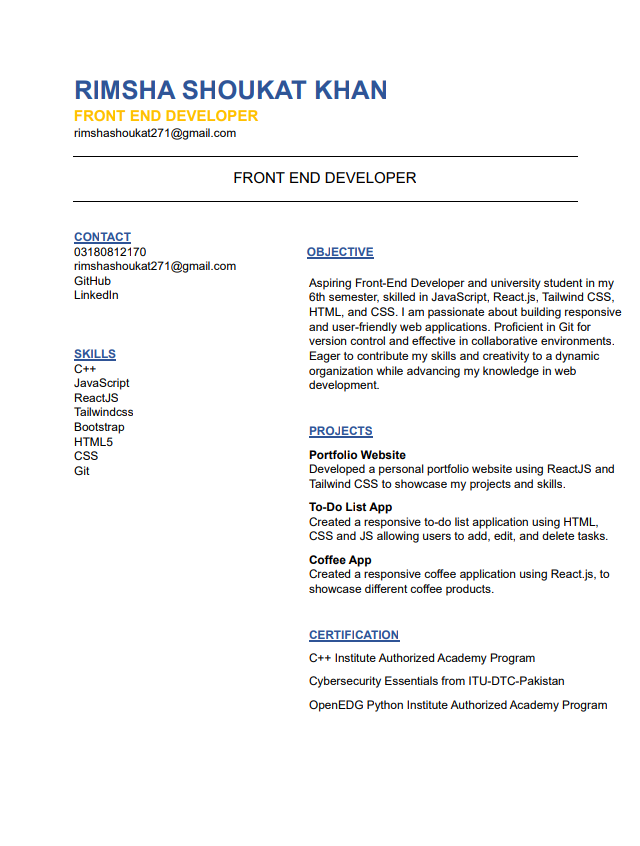 RIMSHA SHOUKAT KHAN
FRONT END DEVELOPER
rimshashoukat271@gmail.com
FRONT END DEVELOPER
CONTACT
03180812170
rimshashoukat271@gmail.com
GitHub
LinkedIn
SKILLS
C++
JavaScript
ReactJS
Tailwindcss
Bootstrap
HTML5
CSS
Git
OBJECTIVE
Aspiring Front-End Developer and university student in my
6th semester, skilled in JavaScript, React.js, Tailwind CSS,
HTML, and CSS. I am passionate about building responsive
and user-friendly web applications. Proficient in Git for
version control and effective in collaborative environments.
Eager to contribute my skills and creativity to a dynamic
organization while advancing my knowledge in web
development.
PROJECTS
Portfolio Website
Developed a personal portfolio website using ReactJS and
Tailwind CSS to showcase my projects and skills.
To-Do List App
Created a responsive to-do list application using HTML,
CSS and JS allowing users to add, edit, and delete tasks.
Coffee App
Created a responsive coffee application using React.js, to
showcase different coffee products.
CERTIFICATION
C++ Institute Authorized Academy Program
Cybersecurity Essentials from ITU-DTC-Pakistan
OpenEDG Python Institute Authorized Academy Program